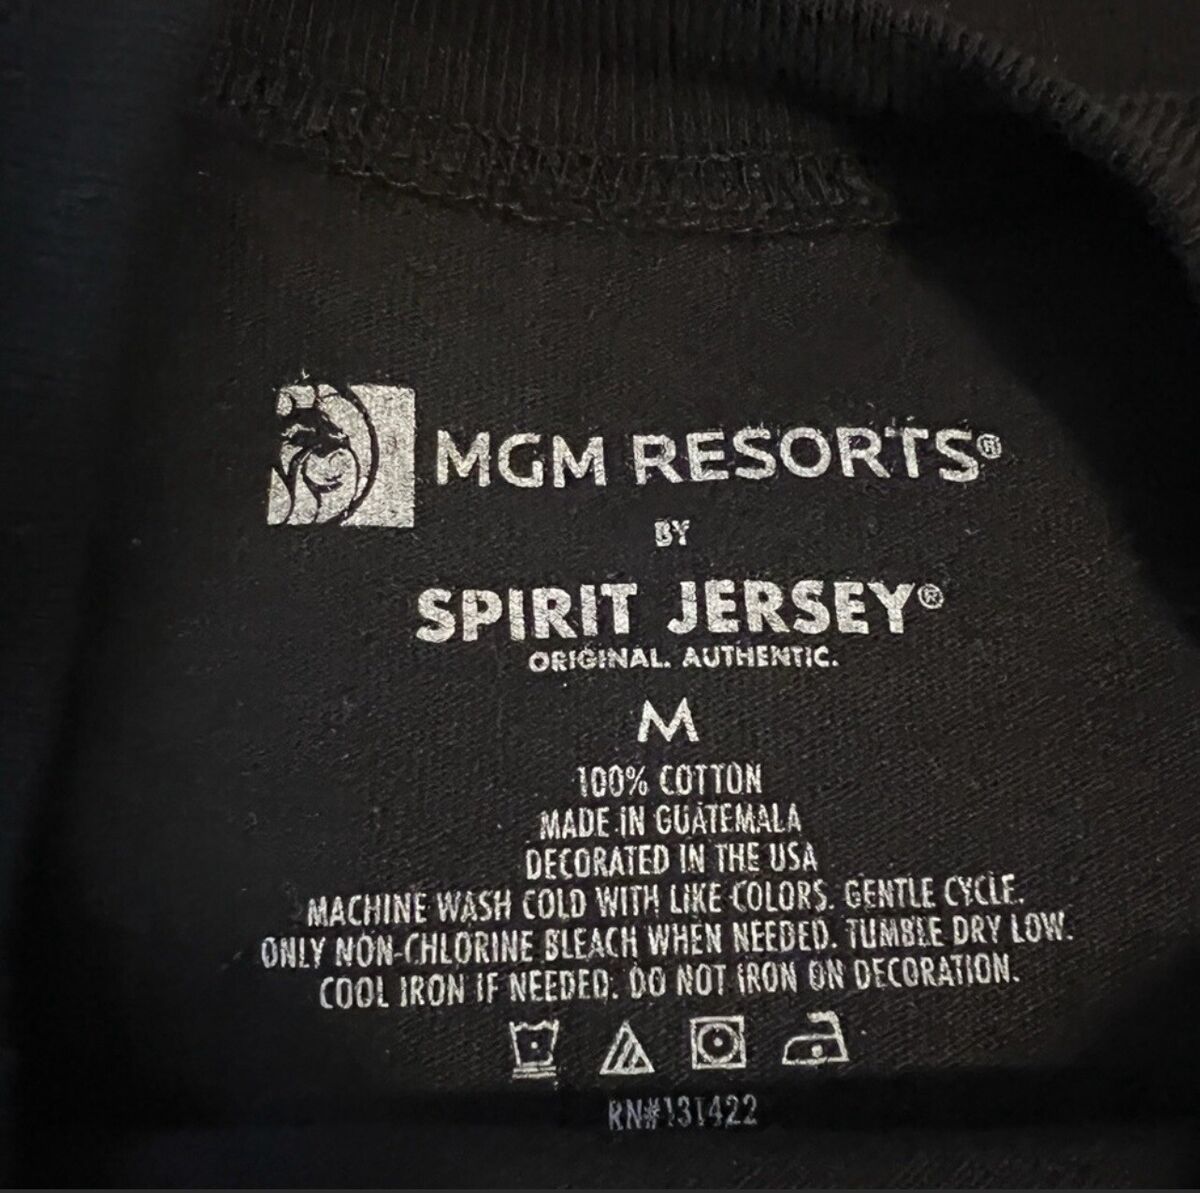 MGM RESORTS®
BY
SPIRIT JERSEY®
ORIGINAL. AUTHENTIC.
M
100% COTTON
MADE IN GUATEMALA
DECORATED IN THE USA
MACHINE WASH COLD WITH LIKE COLORS. GENTLE CYCLE.
ONLY NON-CHLORINE BLEACH WHEN NEEDED. TUMBLE DRY LOW.
COOL IRON IF NEEDED. DO NOT IRON ON DECORATION.
RN#131422